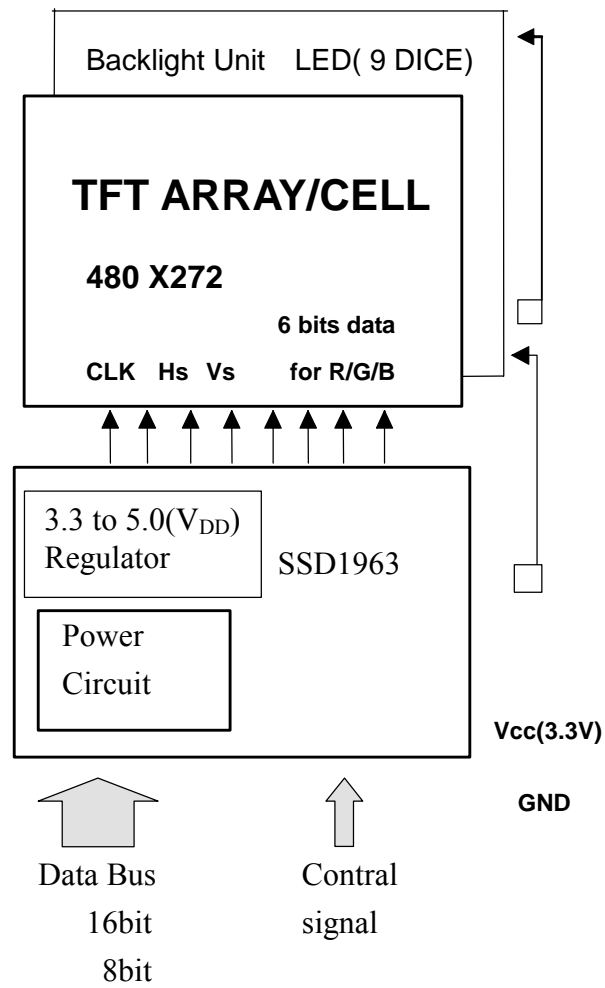 Backlight Unit LED( 9 DICE)
TFT ARRAY/CELL
480 X272
6 bits data
CLK Hs Vs for R/G/B
3.3 to 5.0(VDD)
Regulator
SSD1963
Power
Circuit
Vcc(3.3V)
GND
Data Bus
16bit
8bit
Contral
signal